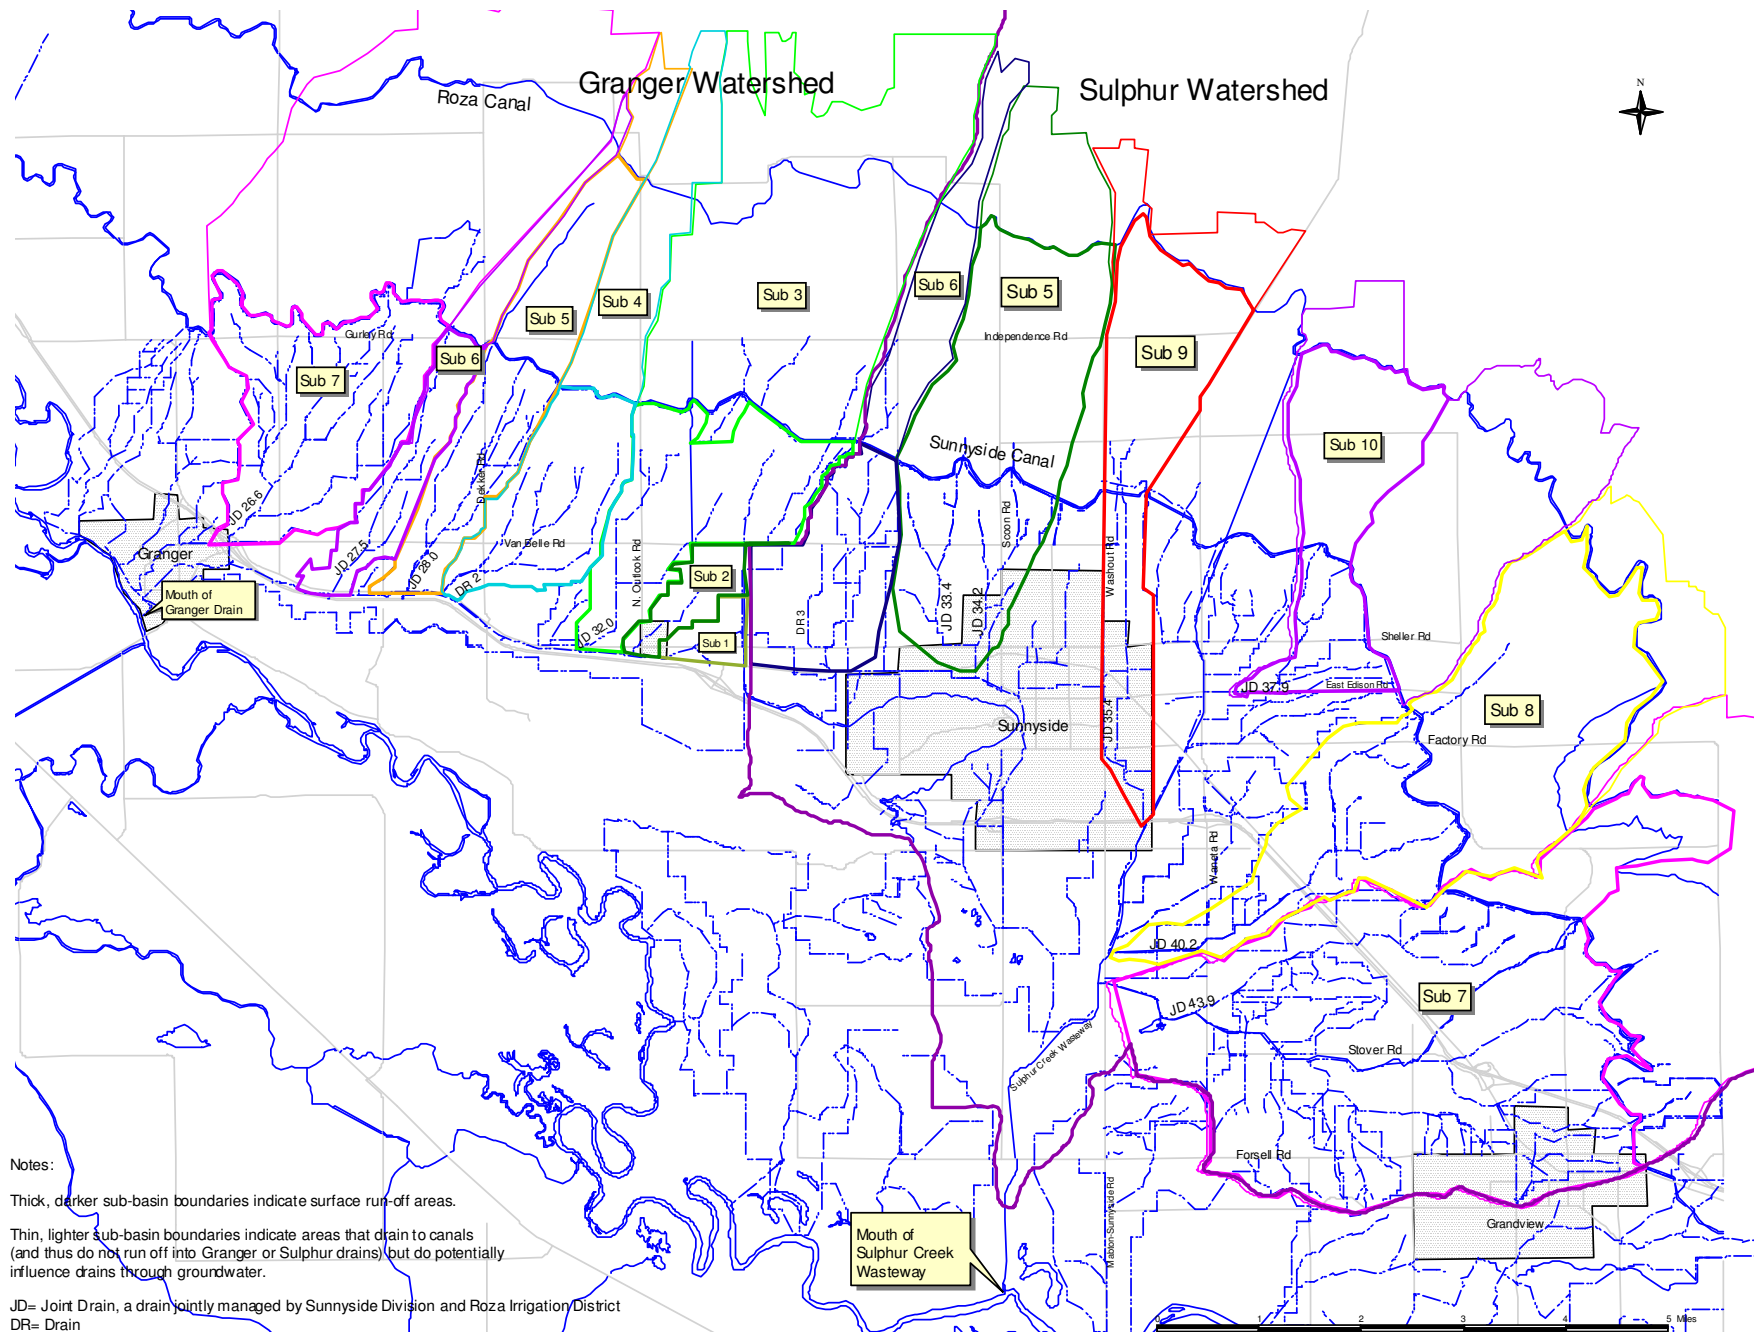 N
Granger Watershed
Sulphur Watershed
Roza Canal
Sub 6
Sub 5
Sub 3
Sub 4
Sub 5
Gurley Rd
Independence Rd
Sub 6
Sub 9
Sub 7
Sunnyside Canal
Sub 10
Dekker Rd
JD 26.6
Scoon Rd
Van Belle Rd
Granger
JD 27.5
JD 28.0
DR 2
N. Outlook Rd
Washout Rd
Sub 2
Mouth of
Granger Drain
JD 33.4
JD 34.2
DR 3
JD 32.0
Sub 1
Sheller Rd
JD 37.9
East Edison Rd
Sub 8
Sunnyside
JD 35.4
Factory Rd
Waneta Rd
JD 40.2
Sub 7
JD 43.9
Sulphur Creek Wasteway
Stover Rd
Forsell Rd
Mabton-Sunnyside Rd
Grandview
Mouth of
Sulphur Creek
Wasteway
Notes:
Thick, darker sub-basin boundaries indicate surface run-off areas.
Thin, lighter sub-basin boundaries indicate areas that drain to canals
(and thus do not run off into Granger or Sulphur drains) but do potentially
influence drains through groundwater.
JD= Joint Drain, a drain jointly managed by Sunnyside Division and Roza Irrigation District
DR= Drain
0 1 2 3 4 5 Miles